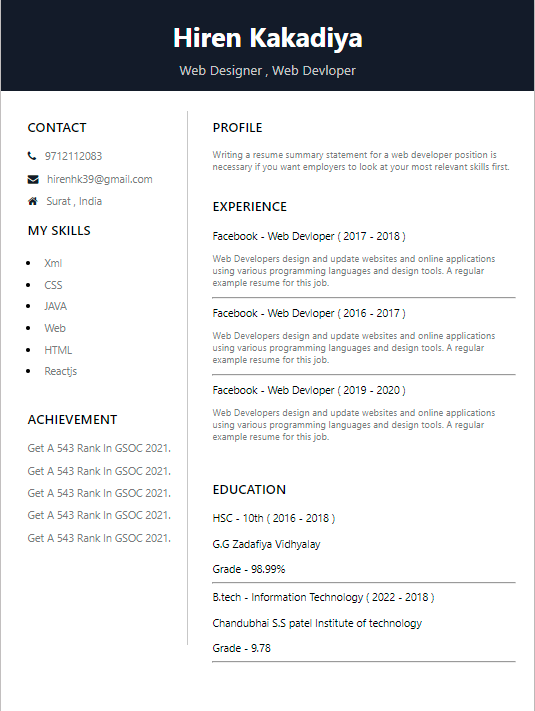 Hiren Kakadiya
Web Designer , Web Devloper
CONTACT
9712112083
hirenhk39@gmail.com
Surat , India
MY SKILLS
Xml
CSS
JAVA
Web
HTML
Reactjs
ACHIEVEMENT
Get A 543 Rank In GSOC 2021.
Get A 543 Rank In GSOC 2021.
Get A 543 Rank In GSOC 2021.
Get A 543 Rank In GSOC 2021.
Get A 543 Rank In GSOC 2021.
PROFILE
Writing a resume summary statement for a web developer position is
necessary if you want employers to look at your most relevant skills first.
EXPERIENCE
Facebook - Web Devloper ( 2017 - 2018 )
Web Developers design and update websites and online applications
using various programming languages and design tools. A regular
example resume for this job.
Facebook - Web Devloper ( 2016 - 2017 )
Web Developers design and update websites and online applications
using various programming languages and design tools. A regular
example resume for this job.
Facebook - Web Devloper ( 2019 - 2020 )
Web Developers design and update websites and online applications
using various programming languages and design tools. A regular
example resume for this job.
EDUCATION
HSC - 10th ( 2016 - 2018 )
G.G Zadafiya Vidhyalay
Grade - 98.99%
B.tech - Information Technology ( 2022 - 2018 )
Chandubhai S.S patel Institute of technology
Grade - 9.78